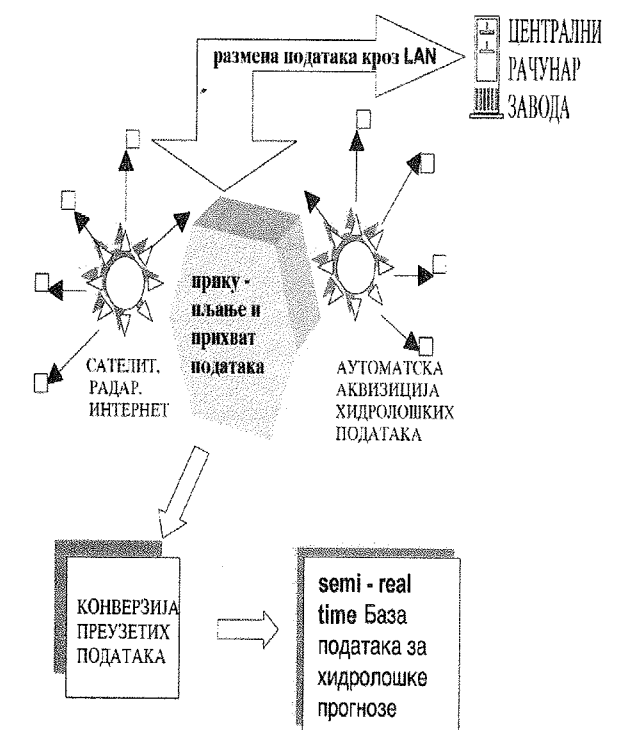 размена података кроз LAN
ЦЕНТРАЛНИ
РАЧУНАР
ЗАВОДА
прику -
пљање и
прихват
података
САТЕЛИТ,
РАДАР,
ИНТЕРНЕТ
АУТОМАТСКА
АКВИЗИЦИЈА
ХИДРОЛОШКИХ
ПОДАТАКА
КОНВЕРЗИЈА
ПРЕУЗЕТИХ
ПОДАТАКА
semi - real
time База
података за
хидролошке
прогнозе